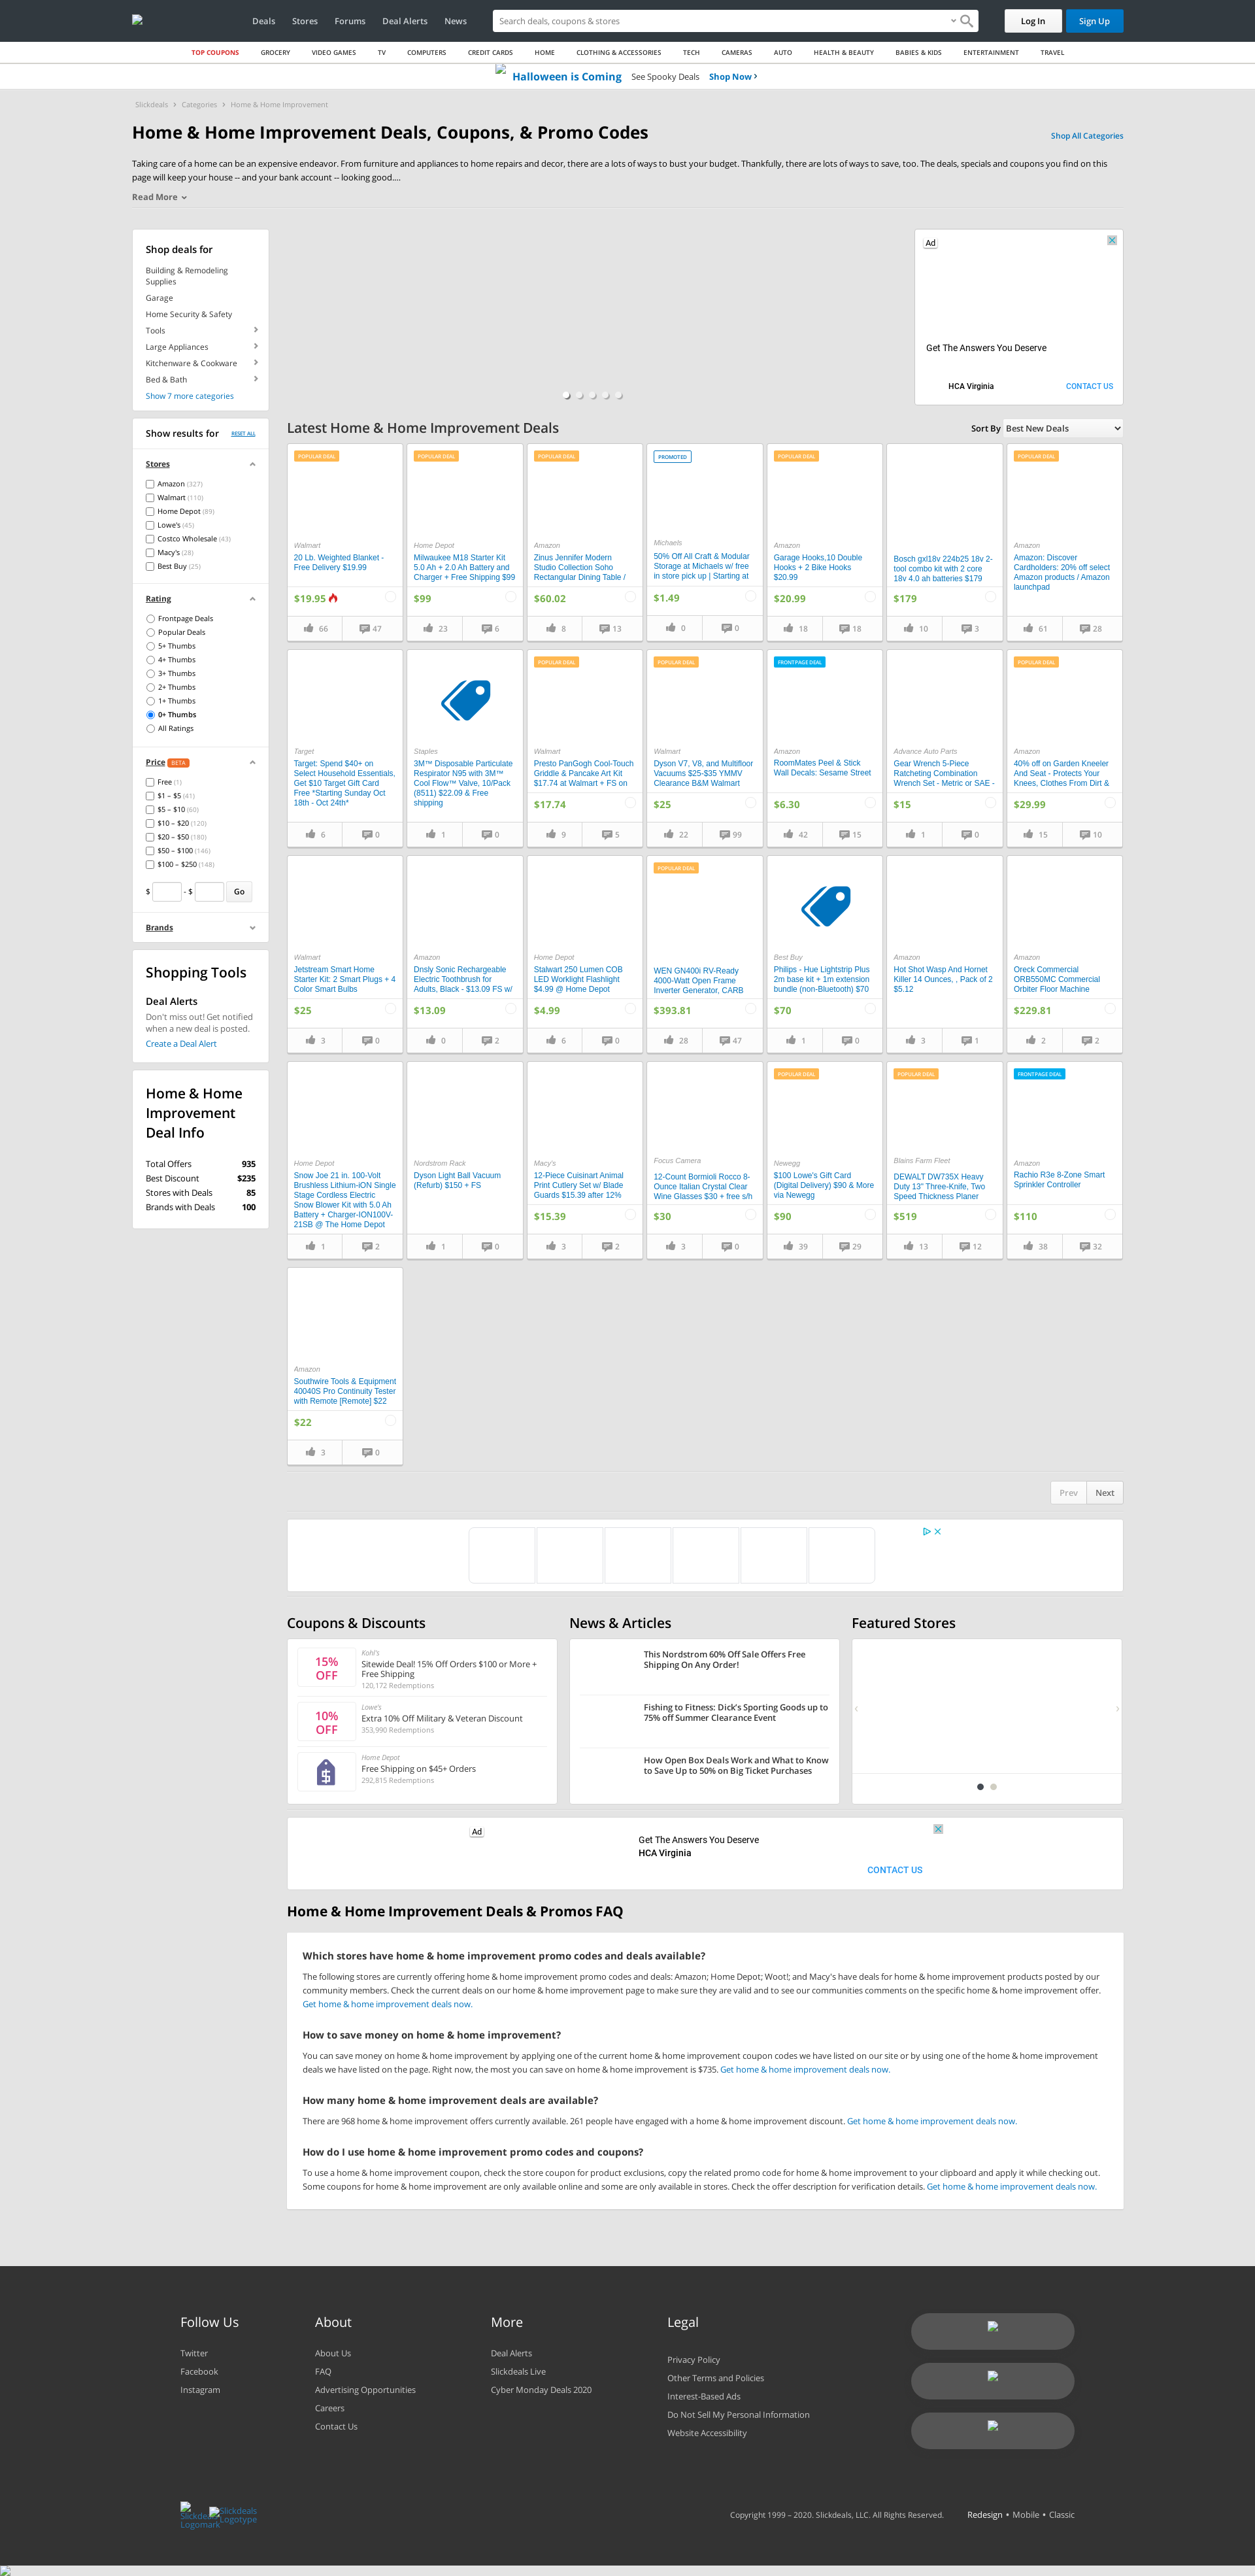 Deals Stores Forums Deal Alerts News
Search deals, coupons & stores
Log In Sign Up
TOP COUPONS GROCERY VIDEO GAMES TV COMPUTERS CREDIT CARDS HOME CLOTHING & ACCESSORIES TECH CAMERAS AUTO HEALTH & BEAUTY BABIES & KIDS ENTERTAINMENT TRAVEL
Halloween is Coming See Spooky Deals Shop Now
Slickdeals Categories Home & Home Improvement
Home & Home Improvement Deals, Coupons, & Promo Codes
Shop All Categories
Taking care of a home can be an expensive endeavor. From furniture and appliances to home repairs and decor, there are a lot of ways to bust your budget. Thankfully, there are lots of ways to save, too. The deals, specials and coupons you find on this
page will keep your house -- and your bank account -- looking good....
Read More
Shop deals for
Building & Remodeling
Supplies
Garage
Home Security & Safety
Tools
Large Appliances
Kitchenware & Cookware
Bed & Bath
Show 7 more categories
Ad
Get The Answers You Deserve
HCA Virginia CONTACT US
Show results for RESET ALL
Stores
Amazon (327)
Walmart (110)
Home Depot (89)
Lowe's (45)
Costco Wholesale (43)
Macy's (28)
Best Buy (25)
Rating
Frontpage Deals
Popular Deals
5+ Thumbs
4+ Thumbs
3+ Thumbs
2+ Thumbs
1+ Thumbs
0+ Thumbs
All Ratings
Price BETA
Free (1)
$1 – $5 (41)
$5 – $10 (60)
$10 – $20 (120)
$20 – $50 (180)
$50 – $100 (146)
$100 – $250 (148)
$ - $ Go
Brands
Shopping Tools
Deal Alerts
Don't miss out! Get notified
when a new deal is posted.
Create a Deal Alert
Home & Home
Improvement
Deal Info
Total Offers 935
Best Discount $235
Stores with Deals 85
Brands with Deals 100
Latest Home & Home Improvement Deals
Sort By Best New Deals
POPULAR DEAL
Walmart
20 Lb. Weighted Blanket -
Free Delivery $19.99
$19.95
66 47
POPULAR DEAL
Home Depot
Milwaukee M18 Starter Kit
5.0 Ah + 2.0 Ah Battery and
Charger + Free Shipping $99
$99
23 6
POPULAR DEAL
Amazon
Zinus Jennifer Modern
Studio Collection Soho
Rectangular Dining Table /
$60.02
8 13
PROMOTED
Michaels
50% Off All Craft & Modular
Storage at Michaels w/ free
in store pick up | Starting at
$1.49
0 0
POPULAR DEAL
Amazon
Garage Hooks,10 Double
Hooks + 2 Bike Hooks
$20.99
$20.99
18 18
Bosch gxl18v 224b25 18v 2-
tool combo kit with 2 core
18v 4.0 ah batteries $179
$179
10 3
POPULAR DEAL
Amazon
Amazon: Discover
Cardholders: 20% off select
Amazon products / Amazon
launchpad
61 28
Target
Target: Spend $40+ on
Select Household Essentials,
Get $10 Target Gift Card
Free *Starting Sunday Oct
18th - Oct 24th*
6 0
Staples
3M™ Disposable Particulate
Respirator N95 with 3M™
Cool Flow™ Valve, 10/Pack
(8511) $22.09 & Free
shipping
1 0
POPULAR DEAL
Walmart
Presto PanGogh Cool-Touch
Griddle & Pancake Art Kit
$17.74 at Walmart + FS on
$17.74
9 5
POPULAR DEAL
Walmart
Dyson V7, V8, and Multifloor
Vacuums $25-$35 YMMV
Clearance B&M Walmart
$25
22 99
FRONTPAGE DEAL
Amazon
RoomMates Peel & Stick
Wall Decals: Sesame Street
$6.30
42 15
Advance Auto Parts
Gear Wrench 5-Piece
Ratcheting Combination
Wrench Set - Metric or SAE -
$15
1 0
POPULAR DEAL
Amazon
40% off on Garden Kneeler
And Seat - Protects Your
Knees, Clothes From Dirt &
$29.99
15 10
Walmart
Jetstream Smart Home
Starter Kit: 2 Smart Plugs + 4
Color Smart Bulbs
$25
3 0
Amazon
Dnsly Sonic Rechargeable
Electric Toothbrush for
Adults, Black - $13.09 FS w/
$13.09
0 2
Home Depot
Stalwart 250 Lumen COB
LED Worklight Flashlight
$4.99 @ Home Depot
$4.99
6 0
POPULAR DEAL
WEN GN400i RV-Ready
4000-Watt Open Frame
Inverter Generator, CARB
$393.81
28 47
Best Buy
Philips - Hue Lightstrip Plus
2m base kit + 1m extension
bundle (non-Bluetooth) $70
$70
1 0
Amazon
Hot Shot Wasp And Hornet
Killer 14 Ounces, , Pack of 2
$5.12
3 1
Amazon
Oreck Commercial
ORB550MC Commercial
Orbiter Floor Machine
$229.81
2 2
Home Depot
Snow Joe 21 in. 100-Volt
Brushless Lithium-iON Single
Stage Cordless Electric
Snow Blower Kit with 5.0 Ah
Battery + Charger-ION100V-
21SB @ The Home Depot
1 2
Nordstrom Rack
Dyson Light Ball Vacuum
(Refurb) $150 + FS
1 0
Macy's
12-Piece Cuisinart Animal
Print Cutlery Set w/ Blade
Guards $15.39 after 12%
$15.39
3 2
Focus Camera
12-Count Bormioli Rocco 8-
Ounce Italian Crystal Clear
Wine Glasses $30 + free s/h
$30
3 0
POPULAR DEAL
Newegg
$100 Lowe's Gift Card
(Digital Delivery) $90 & More
via Newegg
$90
39 29
POPULAR DEAL
Blains Farm Fleet
DEWALT DW735X Heavy
Duty 13" Three-Knife, Two
Speed Thickness Planer
$519
13 12
FRONTPAGE DEAL
Amazon
Rachio R3e 8-Zone Smart
Sprinkler Controller
$110
38 32
Amazon
Southwire Tools & Equipment
40040S Pro Continuity Tester
with Remote [Remote] $22
$22
3 0
Prev Next
Coupons & Discounts
15%
OFF
Kohl's
Sitewide Deal! 15% Off Orders $100 or More +
Free Shipping
120,172 Redemptions
10%
OFF
Lowe's
Extra 10% Off Military & Veteran Discount
353,990 Redemptions
Home Depot
Free Shipping on $45+ Orders
292,815 Redemptions
News & Articles
This Nordstrom 60% Off Sale Offers Free
Shipping On Any Order!
Fishing to Fitness: Dick's Sporting Goods up to
75% off Summer Clearance Event
How Open Box Deals Work and What to Know
to Save Up to 50% on Big Ticket Purchases
Featured Stores
Ad
Get The Answers You Deserve
HCA Virginia
CONTACT US
Home & Home Improvement Deals & Promos FAQ
Which stores have home & home improvement promo codes and deals available?
The following stores are currently offering home & home improvement promo codes and deals: Amazon; Home Depot; Woot!; and Macy's have deals for home & home improvement products posted by our
community members. Check the current deals on our home & home improvement page to make sure they are valid and to see our communities comments on the specific home & home improvement offer.
Get home & home improvement deals now.
How to save money on home & home improvement?
You can save money on home & home improvement by applying one of the current home & home improvement coupon codes we have listed on our site or by using one of the home & home improvement
deals we have listed on the page. Right now, the most you can save on home & home improvement is $735. Get home & home improvement deals now.
How many home & home improvement deals are available?
There are 968 home & home improvement offers currently available. 261 people have engaged with a home & home improvement discount. Get home & home improvement deals now.
How do I use home & home improvement promo codes and coupons?
To use a home & home improvement coupon, check the store coupon for product exclusions, copy the related promo code for home & home improvement to your clipboard and apply it while checking out.
Some coupons for home & home improvement are only available online and some are only available in stores. Check the offer description for verification details. Get home & home improvement deals now.
Follow Us
Twitter
Facebook
Instagram
About
About Us
FAQ
Advertising Opportunities
Careers
Contact Us
More
Deal Alerts
Slickdeals Live
Cyber Monday Deals 2020
Legal
Privacy Policy
Other Terms and Policies
Interest-Based Ads
Do Not Sell My Personal Information
Website Accessibility
Slickdeals
Logomark
Slickdeals
Logotype
Copyright 1999 – 2020. Slickdeals, LLC. All Rights Reserved. Redesign • Mobile • Classic